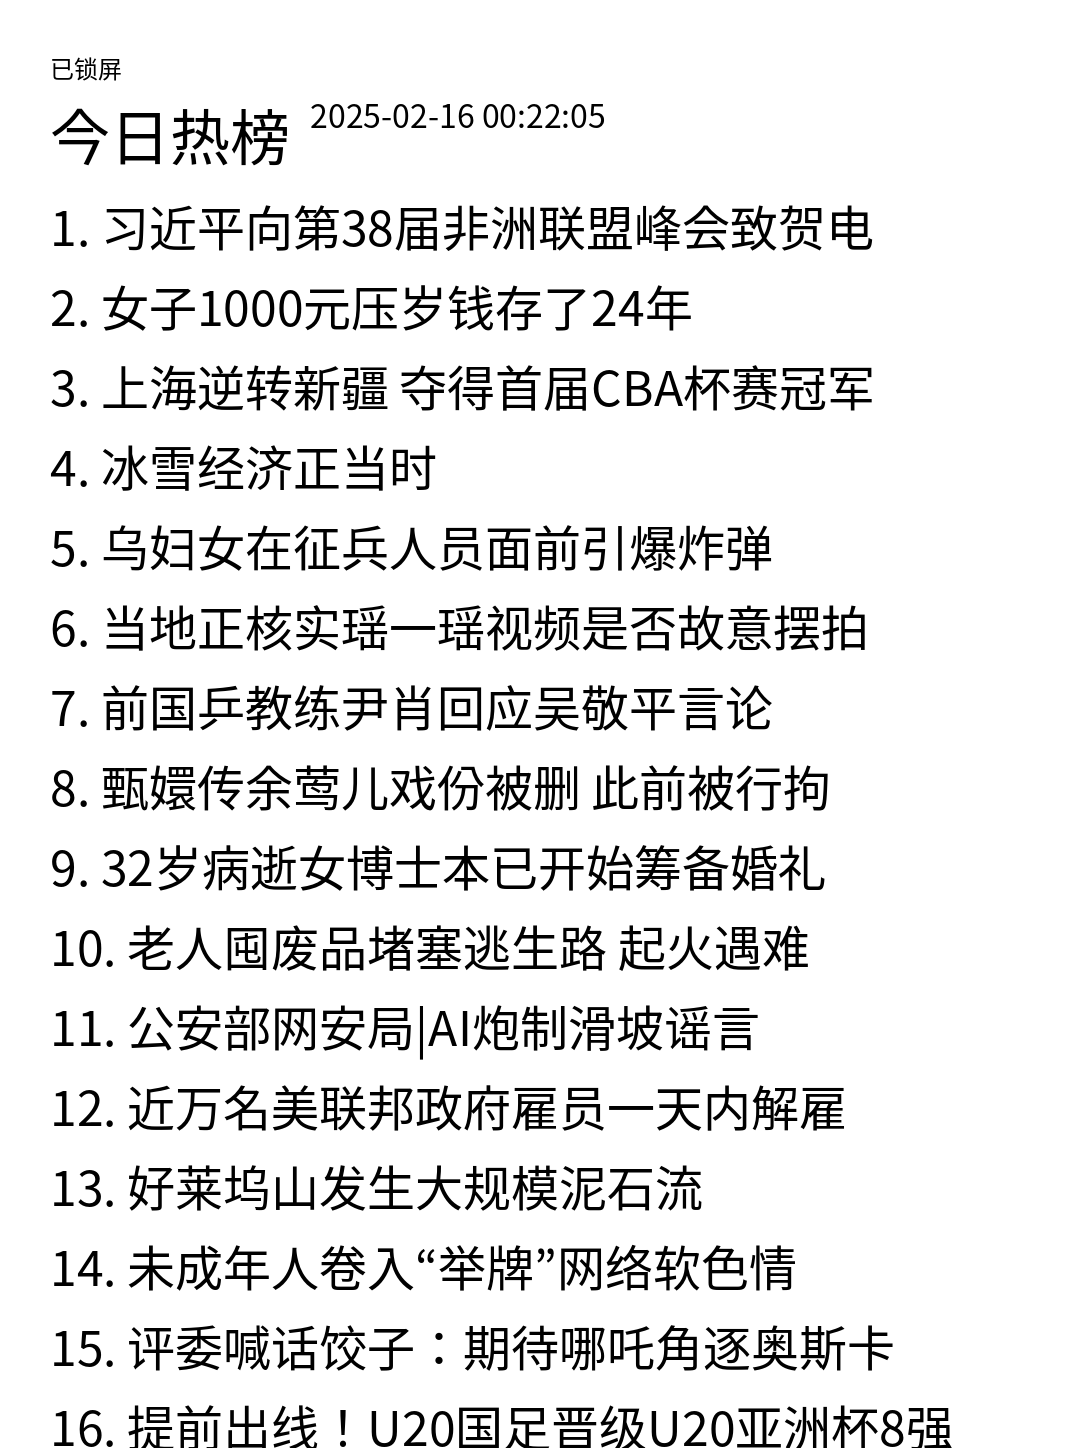 已锁屏
今日热榜 2025-02-16 00:22:05
1. 习近平向第38届非洲联盟峰会致贺电
2. 女子1000元压岁钱存了24年
3. 上海逆转新疆 夺得首届CBA杯赛冠军
4. 冰雪经济正当时
5. 乌妇女在征兵人员面前引爆炸弹
6. 当地正核实瑶一瑶视频是否故意摆拍
7. 前国乒教练尹肖回应吴敬平言论
8. 甄嬛传余莺儿戏份被删 此前被行拘
9. 32岁病逝女博士本已开始筹备婚礼
10. 老人囤废品堵塞逃生路 起火遇难
11. 公安部网安局|AI炮制滑坡谣言
12. 近万名美联邦政府雇员一天内解雇
13. 好莱坞山发生大规模泥石流
14. 未成年人卷入“举牌”网络软色情
15. 评委喊话饺子：期待哪吒角逐奥斯卡
16. 提前出线！U20国足晋级U20亚洲杯8强